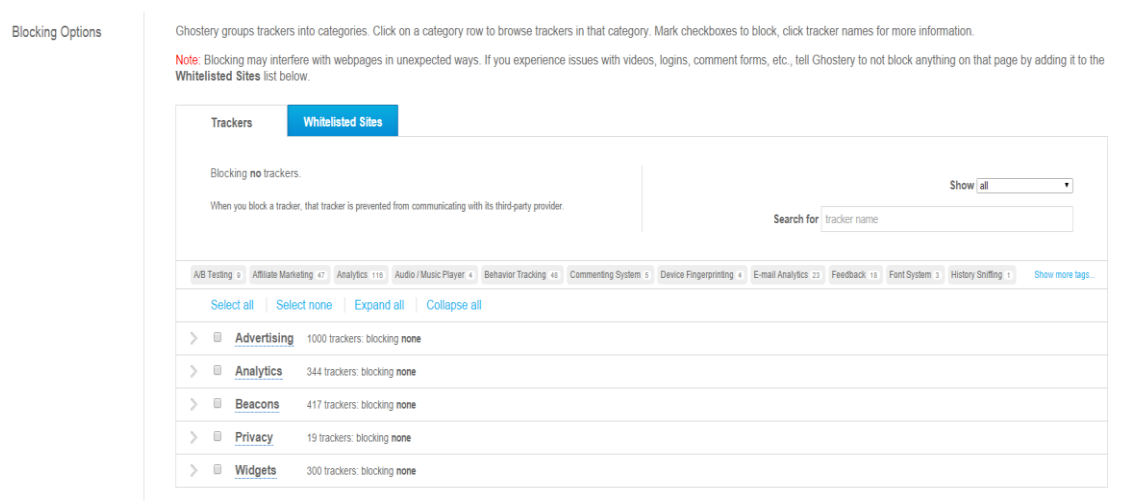 Blocking Options
Ghostery groups trackers into categories. Click on a category row to browse trackers in that category. Mark checkboxes to block, click tracker names for more information.
Note: Blocking may interfere with webpages in unexpected ways. If you experience issues with videos, logins, comment forms, etc., tell Ghostery to not block anything on that page by adding it to the
Whitelisted Sites list below.
Trackers Whitelisted Sites
Blocking no trackers.
Show all
When you block a tracker, that tracker is prevented from communicating with its third-party provider.
Search for tracker name
A/B Testing 9 Affiliate Marketing 47 Analytics 118 Audio / Music Player 4 Behavior Tracking 48 Commenting System 5 Device Fingerprinting 4 E-mail Analytics 23 Feedback 18 Font System 3 History Sniffing 1 Show more tags...
Select all Select none Expand all Collapse all
Advertising 1000 trackers: blocking none
Analytics 344 trackers: blocking none
Beacons 417 trackers: blocking none
Privacy 19 trackers: blocking none
Widgets 300 trackers: blocking none